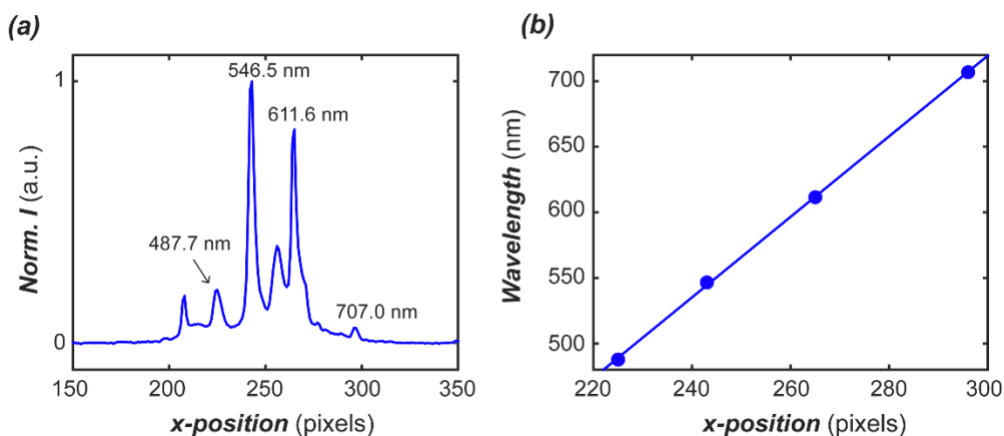 (a)
546.5 nm
611.6 nm
487.7 nm
707.0 nm
1
0
Norm. I (a.u.)
150 200 250 300 350
x-position (pixels)
(b)
700
650
600
550
500
Wavelength (nm)
220 240 260 280 300
x-position (pixels)